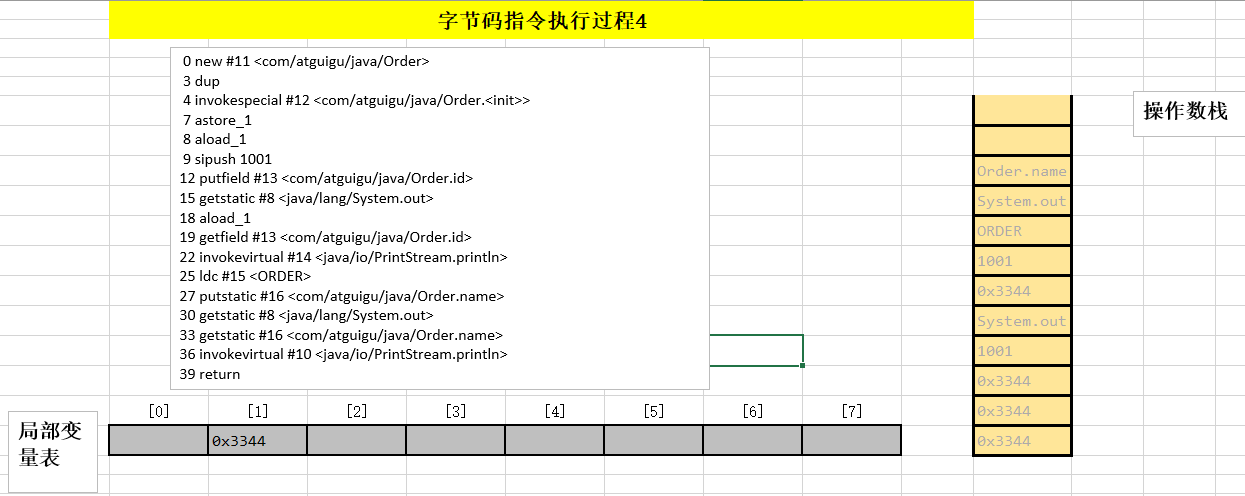 字节码指令执行过程4
0 new #11 <com/atguigu/java/Order>
3 dup
4 invokespecial #12 <com/atguigu/java/Order.<init>>
7 astore_1
8 aload_1
9 sipush 1001
12 putfield #13 <com/atguigu/java/Order.id>
15 getstatic #8 <java/lang/System.out>
18 aload_1
19 getfield #13 <com/atguigu/java/Order.id>
22 invokevirtual #14 <java/io/PrintStream.println>
25 ldc #15 <ORDER>
27 putstatic #16 <com/atguigu/java/Order.name>
30 getstatic #8 <java/lang/System.out>
33 getstatic #16 <com/atguigu/java/Order.name>
36 invokevirtual #10 <java/io/PrintStream.println>
39 return
操作数栈
Order.name
System.out
ORDER
1001
0x3344
System.out
1001
0x3344
0x3344
0x3344
[0] [1] [2] [3] [4] [5] [6] [7]
局部变
量表
0x3344